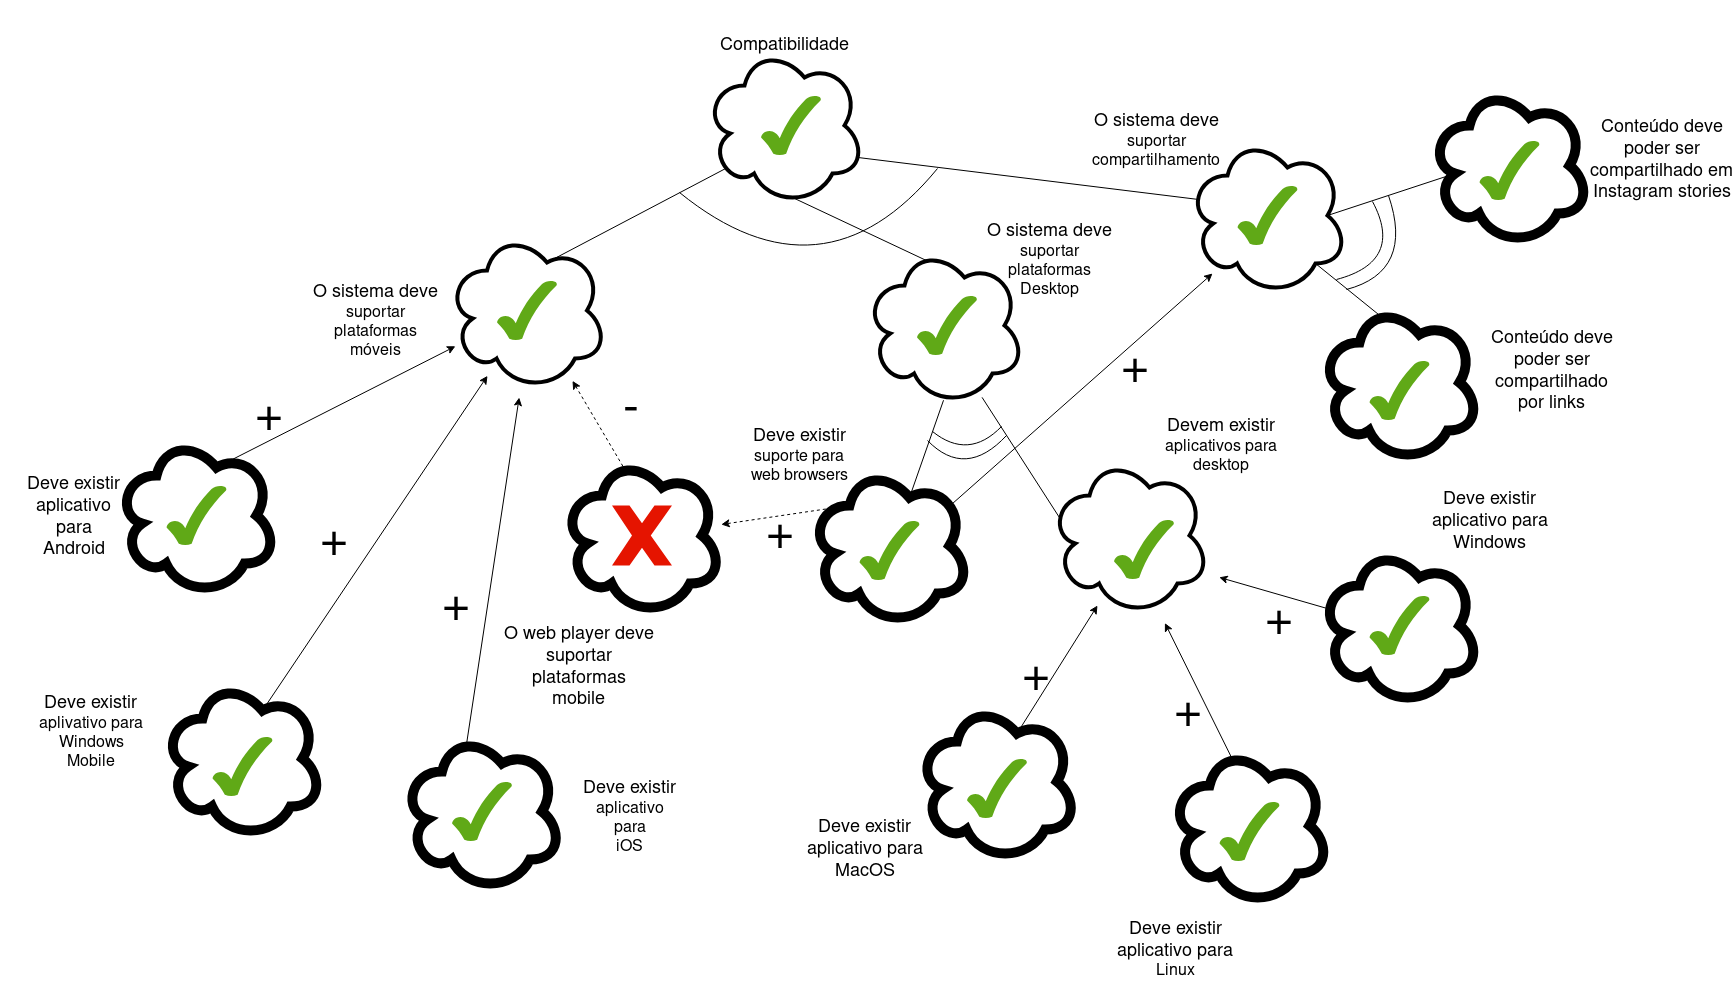 Compatibilidade
O sistema deve
suportar
compartilhamento
Conteúdo deve
poder ser
compartilhado em
Instagram stories
O sistema deve
suportar
plataformas
Desktop
O sistema deve
suportar
plataformas
móveis
Conteúdo deve
poder ser
compartilhado
por links
+
-
+
Deve existir
suporte para
web browsers
Devem existir
aplicativos para
desktop
Deve existir
aplicativo
para
Android
Deve existir
aplicativo para
Windows
X
+
+
+
+
O web player deve
suportar
plataformas
mobile
+
+
Deve existir
aplivativo para
Windows
Mobile
Deve existir
aplicativo
para
iOS
Deve existir
aplicativo para
MacOS
Deve existir
aplicativo para
Linux